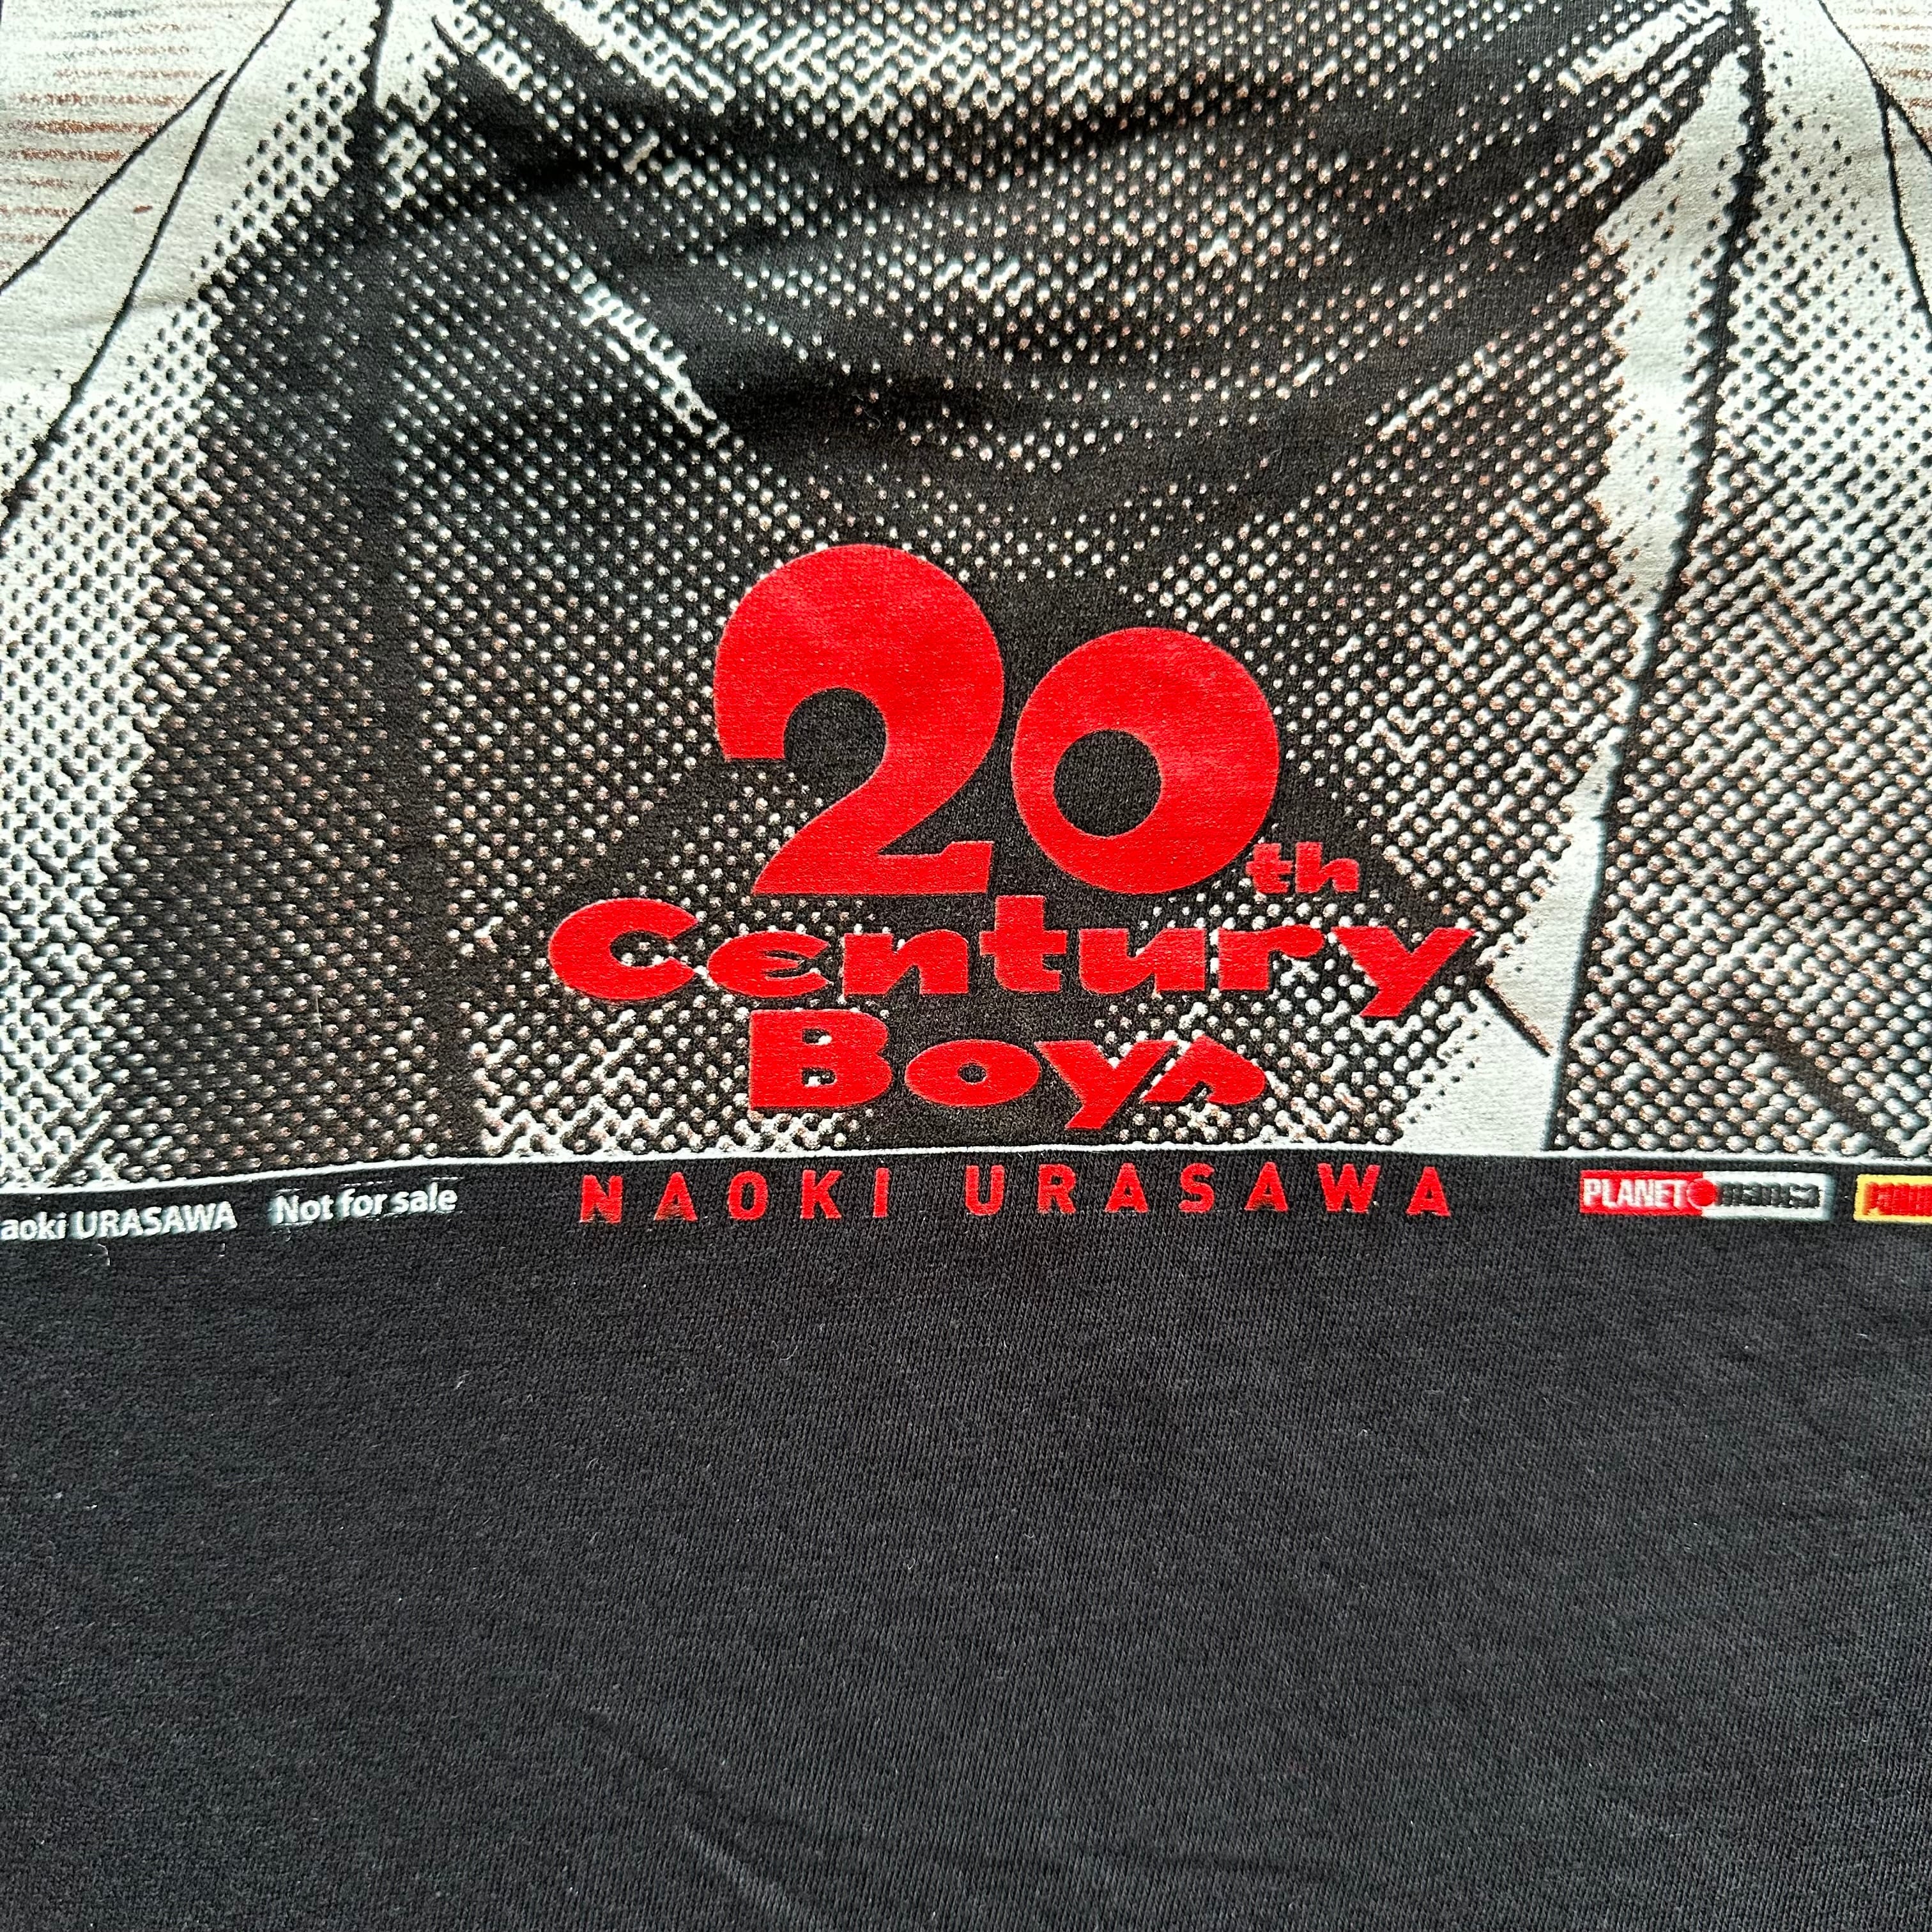 20th
Century
Boys
NAOKI URASAWA
aoki URASAWA Not for sale
PLANET manga